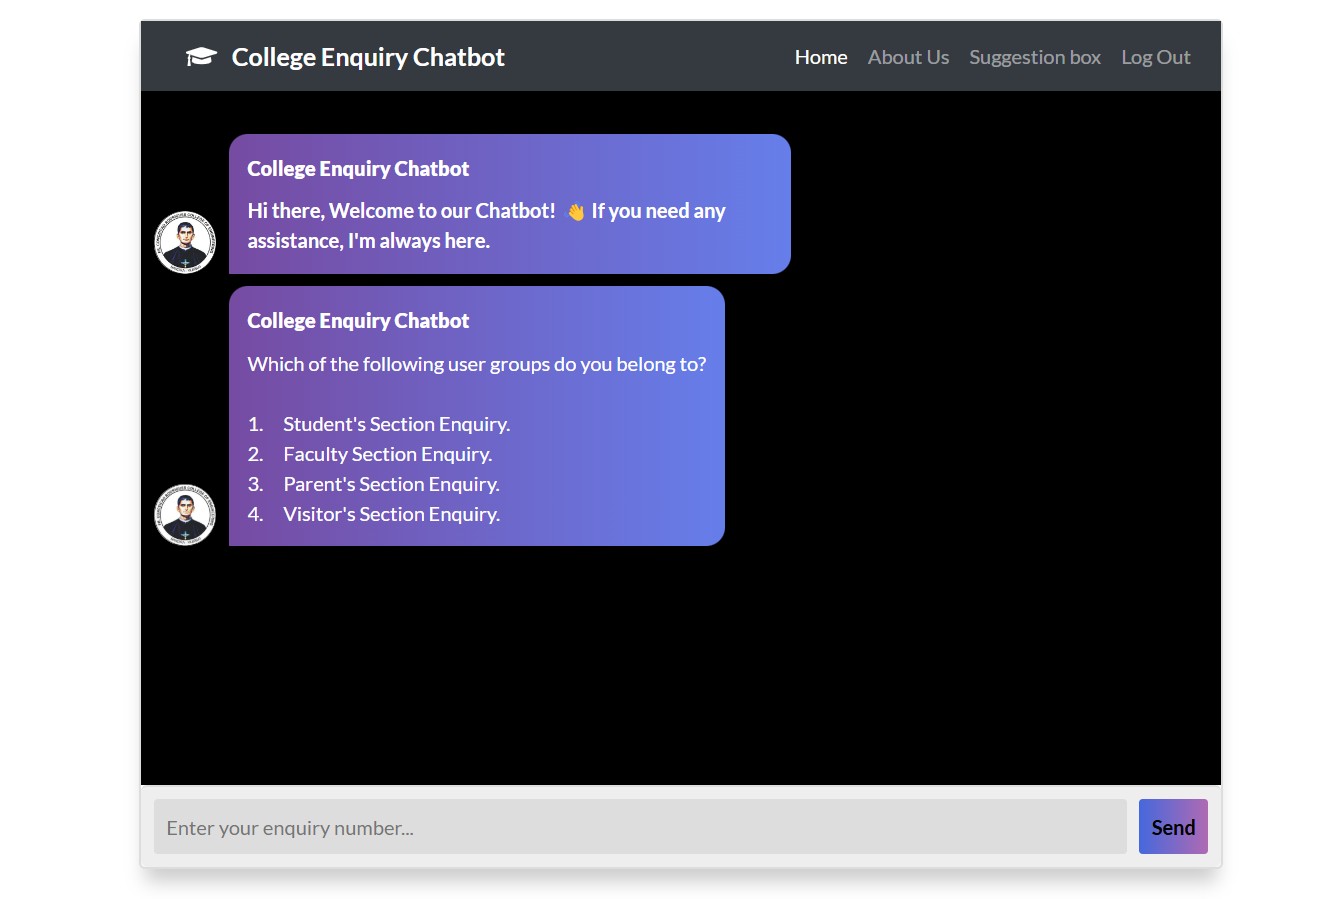 College Enquiry Chatbot
Home About Us Suggestion box Log Out
College Enquiry Chatbot
Hi there, Welcome to our Chatbot! 👋 If you need any
assistance, I'm always here.
College Enquiry Chatbot
Which of the following user groups do you belong to?
1. Student's Section Enquiry.
2. Faculty Section Enquiry.
3. Parent's Section Enquiry.
4. Visitor's Section Enquiry.
Enter your enquiry number...
Send